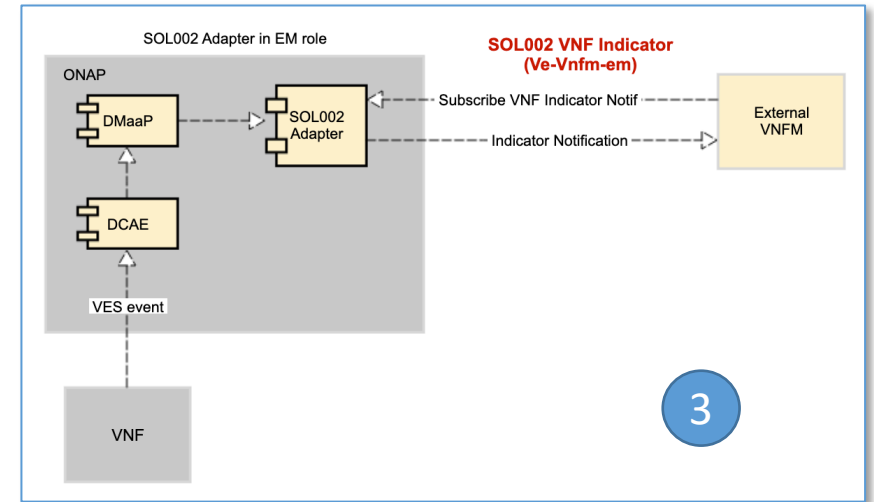 SOL002 Adapter in EM role
SOL002 VNF Indicator
(Ve-Vnfm-em)
ONAP
DMaaP
SOL002
Adapter
Subscribe VNF Indicator Notif
Indicator Notification
External
VNFM
DCAE
VES event
VNF
3